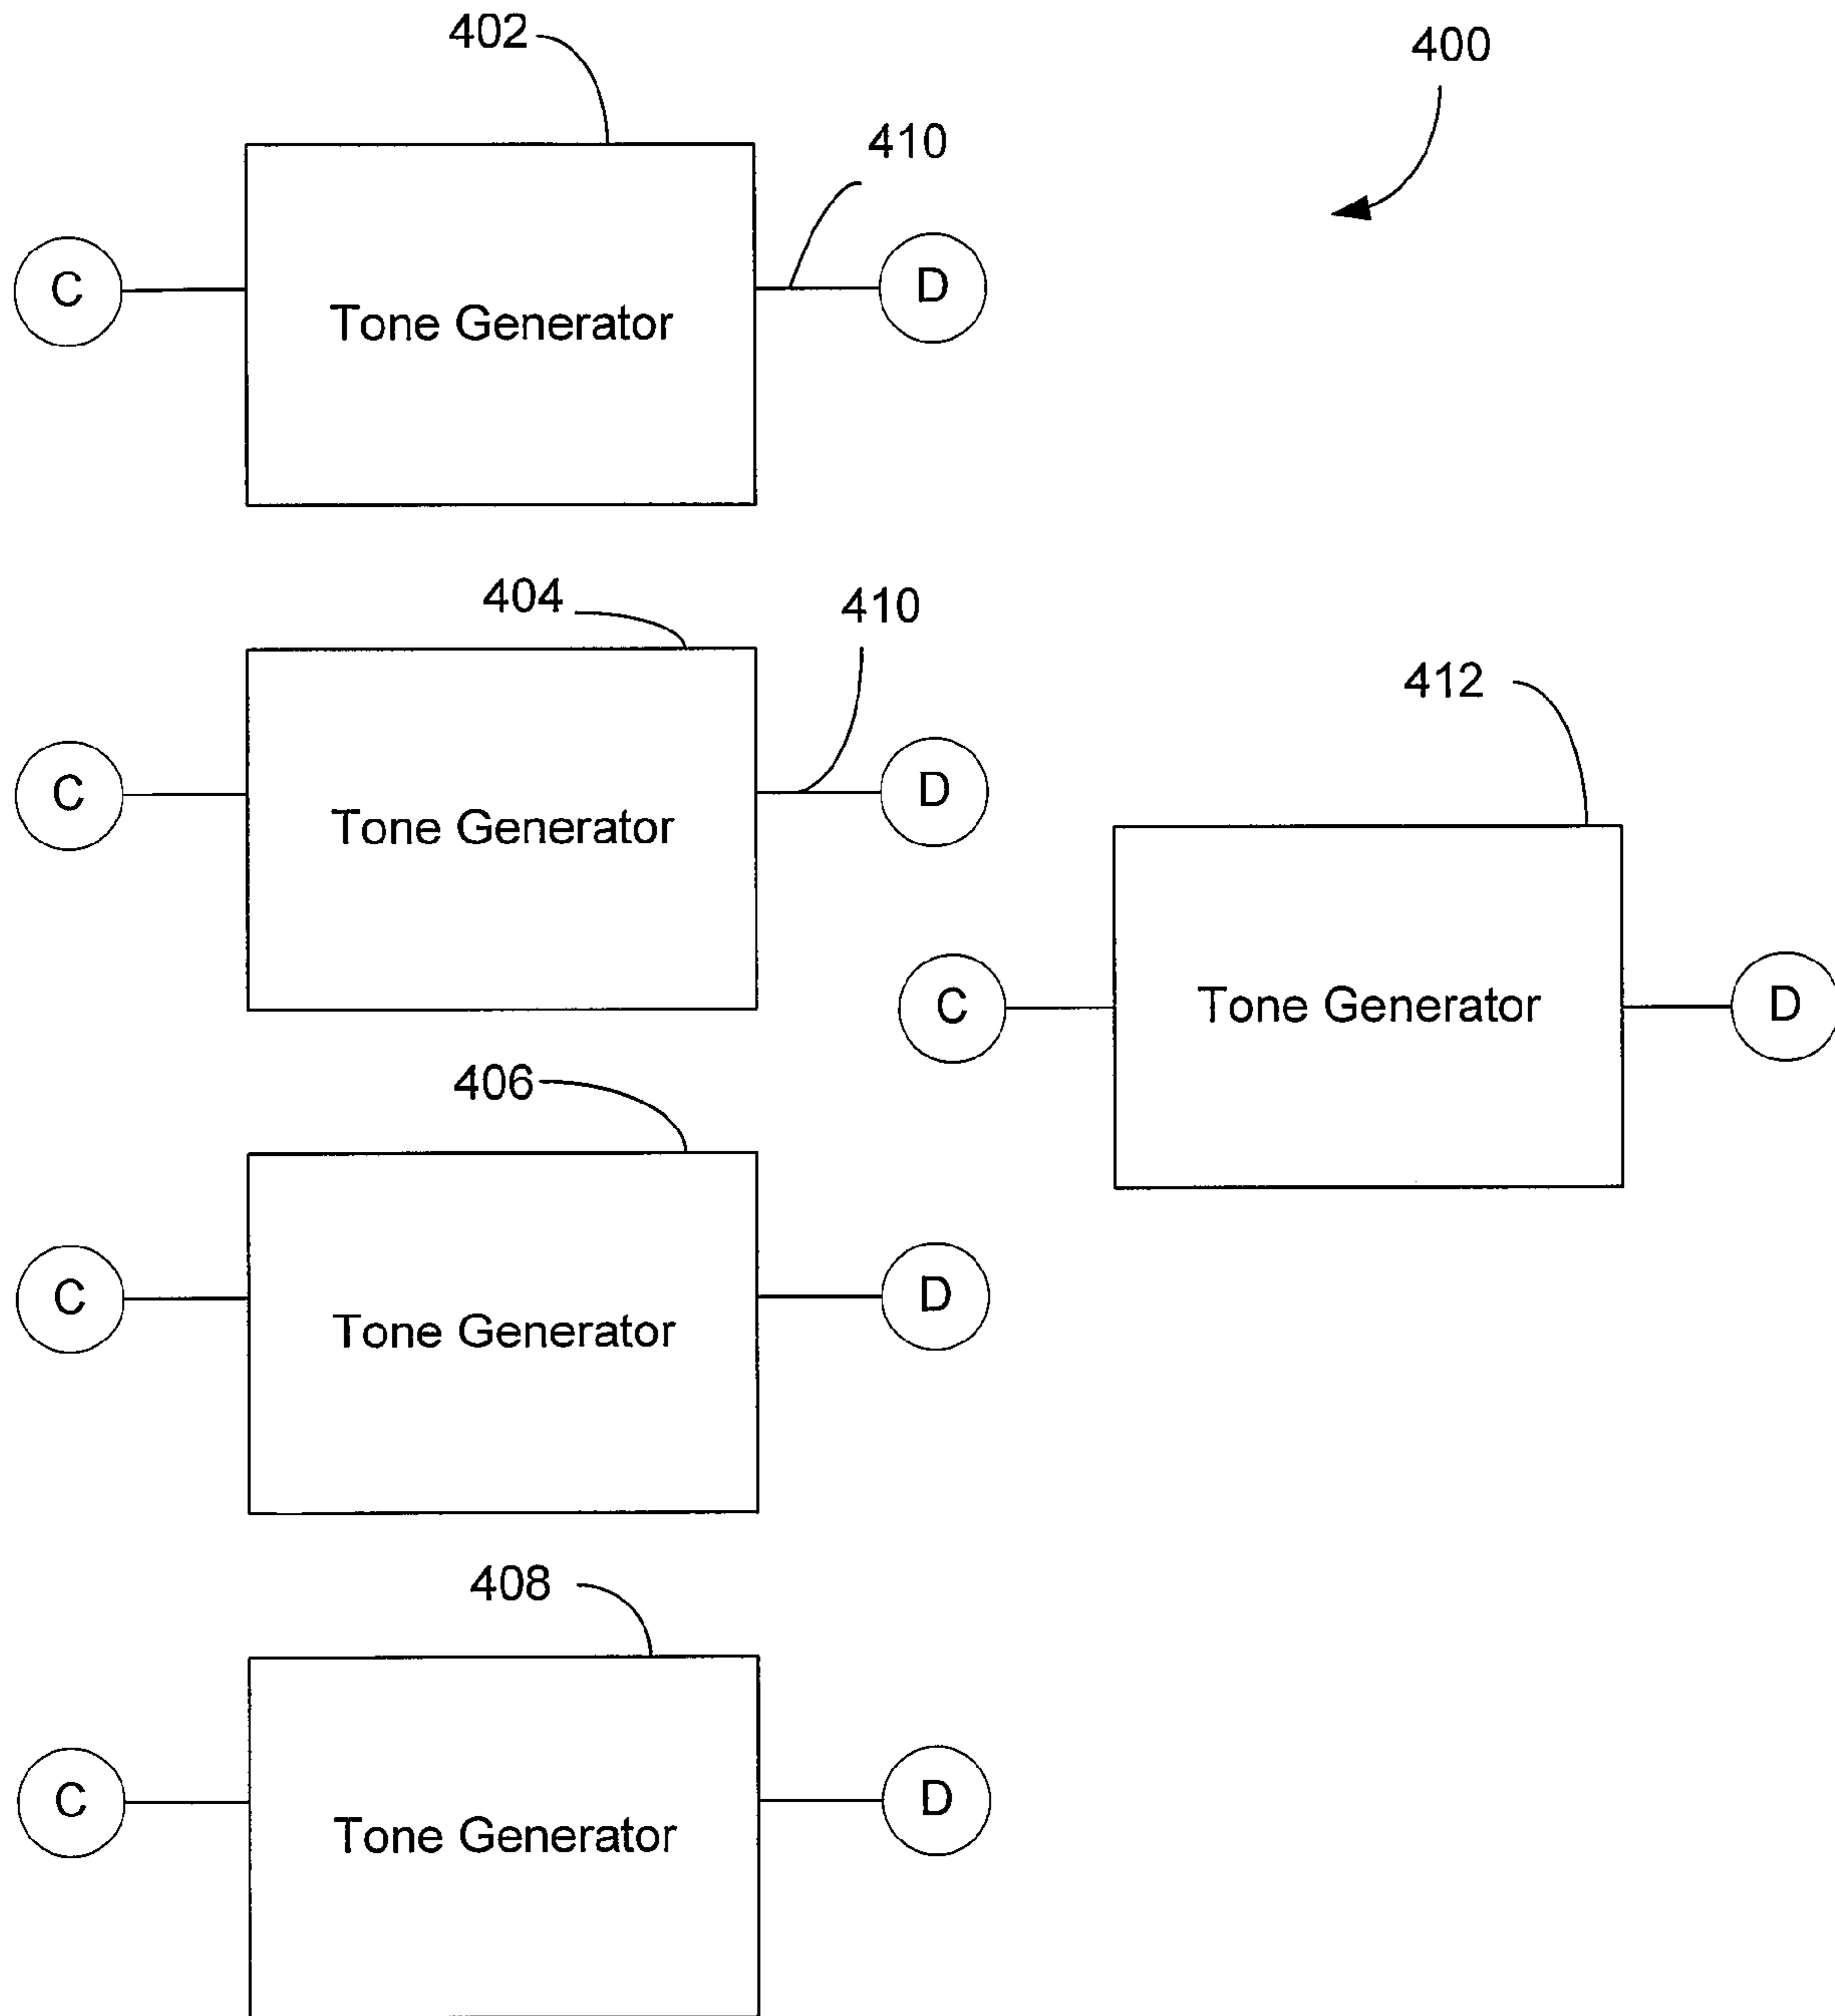 402
400
410
C
Tone Generator
D
404
410
412
C
Tone Generator
D
C
Tone Generator
D
406
C
Tone Generator
D
408
C
Tone Generator
D